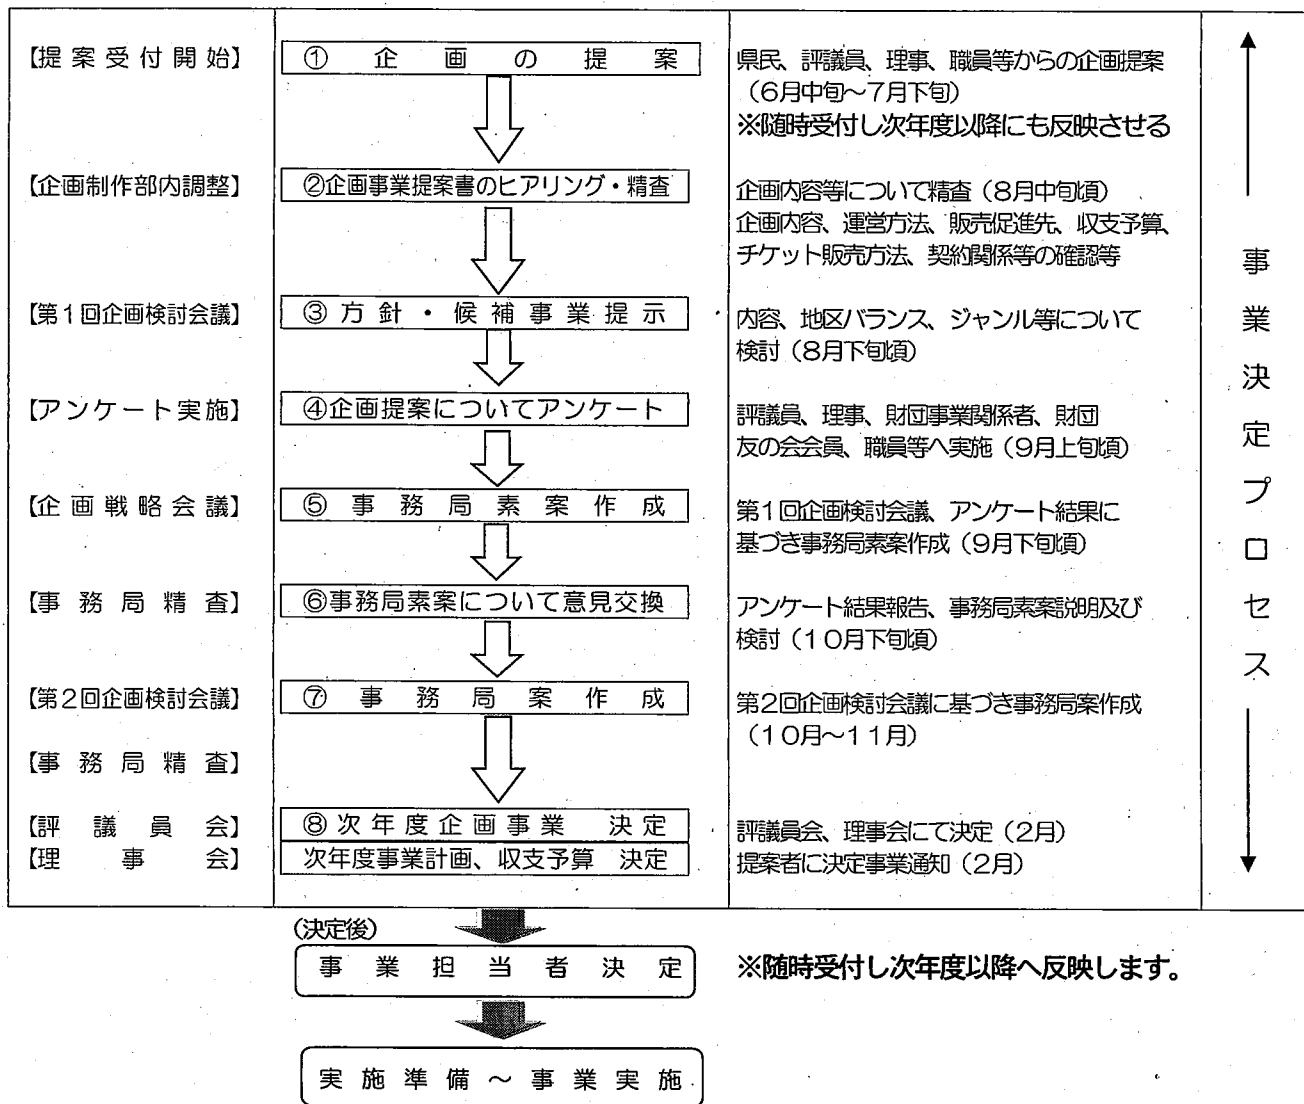 【提案受付開始】
① 企画の提案
県民、評議員、理事、職員等からの企画提案
（6月中旬～7月下旬）
※随時受付し次年度以降にも反映させる
【企画制作部内調整】
②企画事業提案書のヒアリング・精査
企画内容等について精査（8月中旬頃）
企画内容、運営方法、販売促進先、収支予算、
チケット販売方法、契約関係等の確認等
【第1回企画検討会議】
③方針・候補事業提示
内容、地区バランス、ジャンル等について
検討（8月下旬頃）
【アンケート実施】
④企画提案についてアンケート
評議員、理事、財団事業関係者、財団
友の会会員、職員等へ実施（9月上旬頃）
【企画戦略会議】
⑤事務局素案作成
第1回企画検討会議、アンケート結果に
基づき事務局素案作成（9月下旬頃）
【事務局精査】
⑥事務局素案について意見交換
アンケート結果報告、事務局素案説明及び
検討（10月下旬頃）
【第2回企画検討会議】
⑦事務局案作成
第2回企画検討会議に基づき事務局案作成
（10月～11月）
【事務局精査】
【評議員会】
⑧次年度企画事業 決定
評議員会、理事会にて決定（2月）
【理事会】
次年度事業計画、収支予算 決定
提案者に決定事業通知（2月）
事業決定プロセス
(決定後)
事業担当者決定
※随時受付し次年度以降へ反映します。
実施準備～事業実施